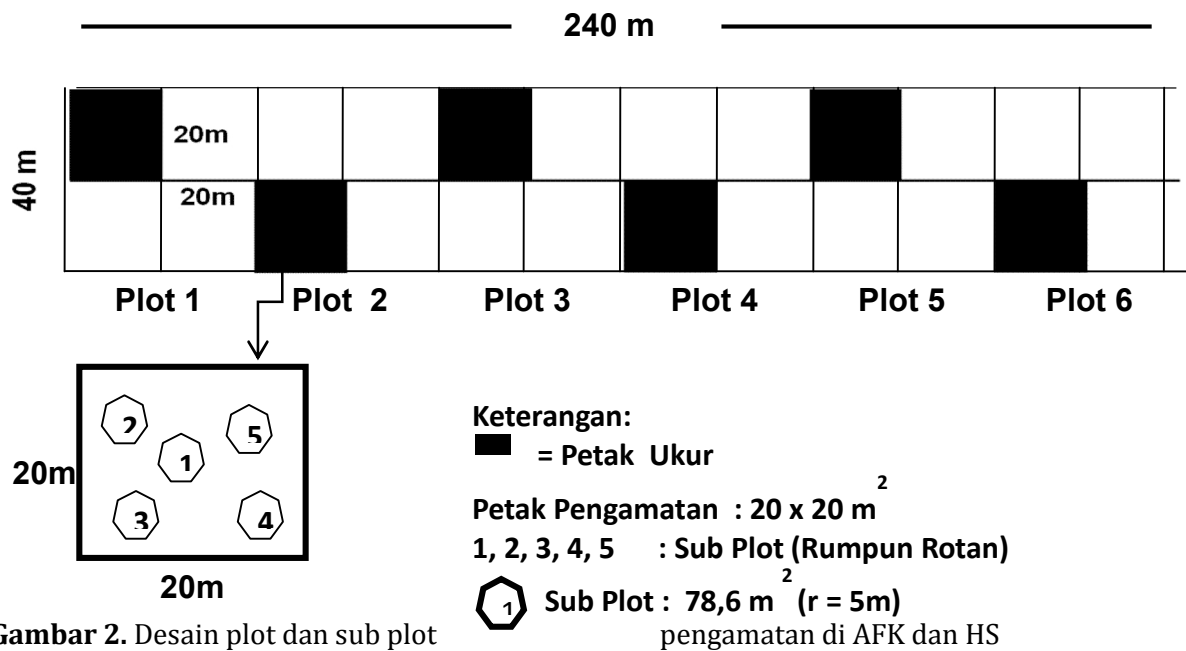 240 m
40 m
20m
20m
Plot 1 Plot 2 Plot 3 Plot 4 Plot 5 Plot 6
2
5
1
3
4
20m
20m
Keterangan:
= Petak Ukur
Petak Pengamatan : 20 x 20 m²
1, 2, 3, 4, 5 : Sub Plot (Rumpun Rotan)
1 Sub Plot : 78,6 m² (r = 5m)
Gambar 2. Desain plot dan sub plot pengamatan di AFK dan HS